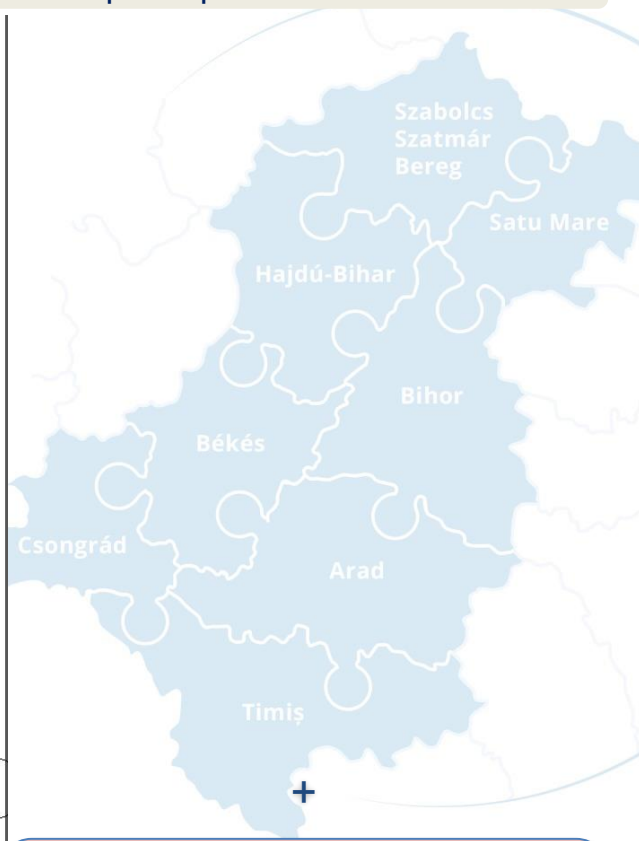 Szabolcs
Szatmár
Bereg
Satu Mare
Hajdú-Bihar
Bihor
Békés
Csongrád
Arad
Timiș
+